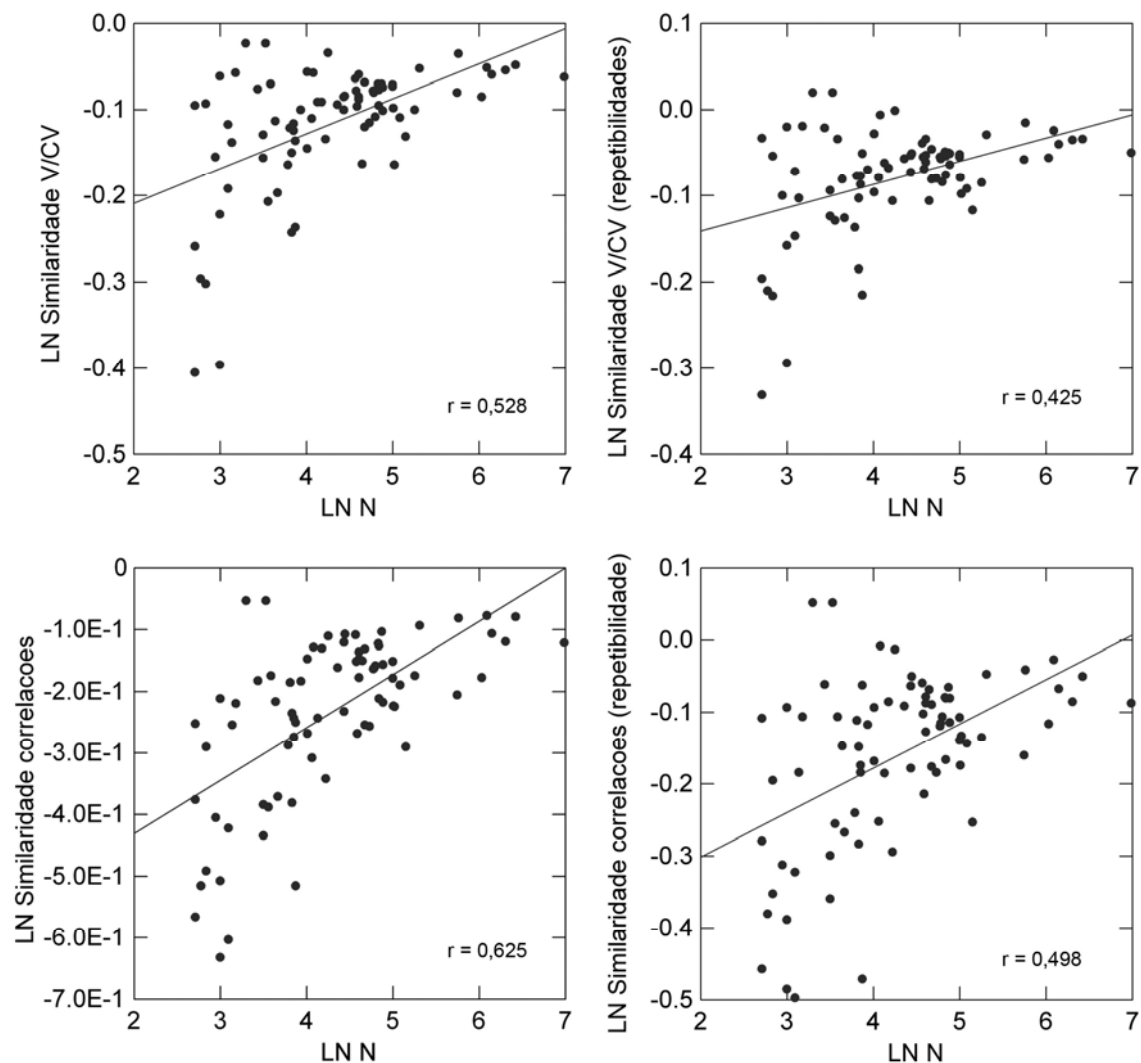 0.0
-0.1
-0.2
-0.3
-0.4
-0.5
LN Similaridade V/CV
r = 0,528
2 3 4 5 6 7
LN N
0.1
0.0
-0.1
-0.2
-0.3
-0.4
LN Similaridade V/CV (repetibilidades)
r = 0,425
2 3 4 5 6 7
LN N
0
-1.0E-1
-2.0E-1
-3.0E-1
-4.0E-1
-5.0E-1
-6.0E-1
-7.0E-1
LN Similaridade correlacoes
r = 0,625
2 3 4 5 6 7
LN N
0.1
0.0
-0.1
-0.2
-0.3
-0.4
-0.5
LN Similaridade correlacoes (repetibilidade)
r = 0,498
2 3 4 5 6 7
LN N